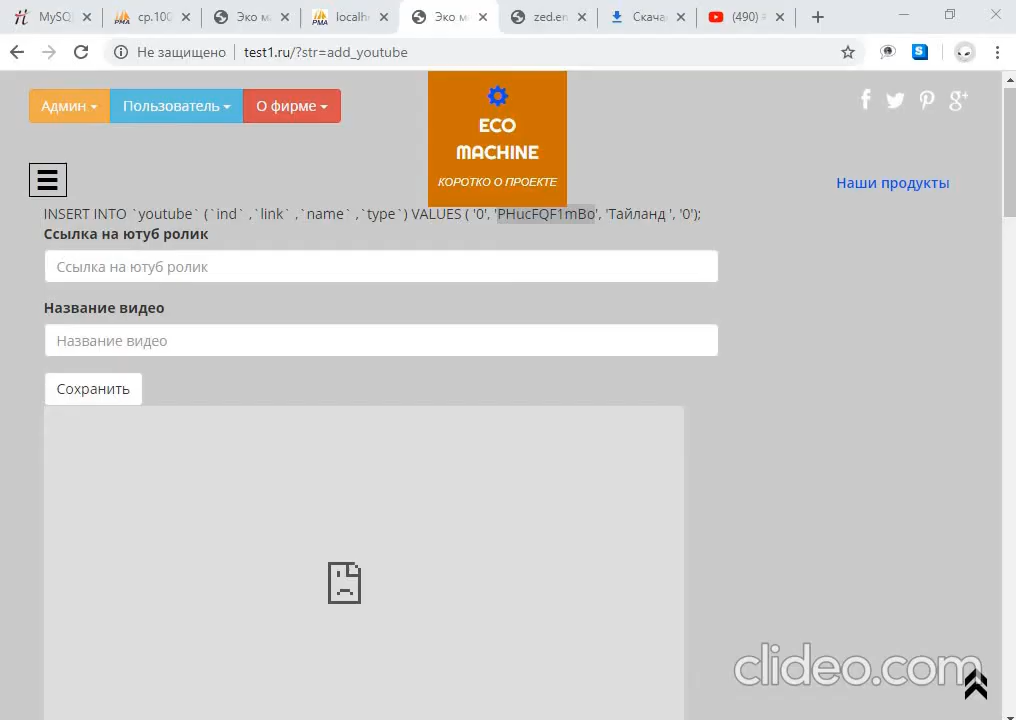 MySQ
cp.100
Эко м
localh
Эко м
zed.en
Скача
(490)
Не защищено
test1.ru/?str=add_youtube
Админ
Пользователь
О фирме
ECO
MACHINE
КОРОТКО О ПРОЕКТЕ
Наши продукты
INSERT INTO `youtube` (`ind` ,`link` ,`name` ,`type`) VALUES ( '0', 'PHucFQF1mBo', 'Тайланд ', '0');
Ссылка на ютуб ролик
Ссылка на ютуб ролик
Название видео
Название видео
Сохранить
clideo.com